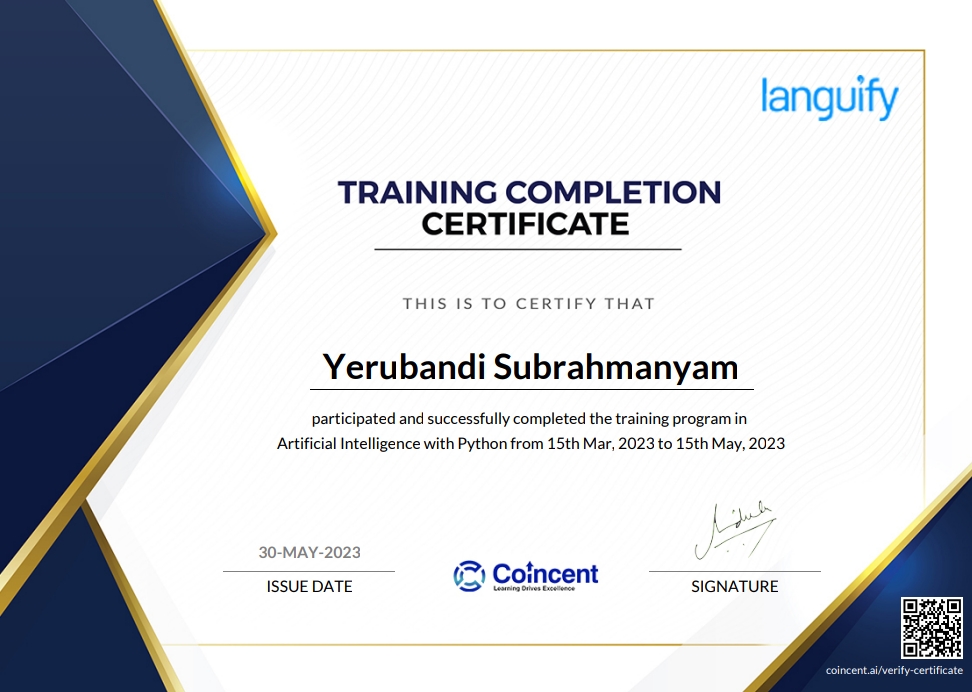 languify
TRAINING COMPLETION
CERTIFICATE
THIS IS TO CERTIFY THAT
Yerubandi Subrahmanyam
participated and successfully completed the training program in
Artificial Intelligence with Python from 15th Mar, 2023 to 15th May, 2023
30-MAY-2023
ISSUE DATE
Coincent
Learning Drives Excellence
SIGNATURE
coincent.ai/verify-certificate